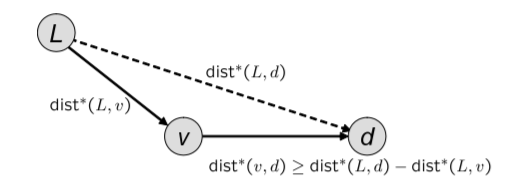 L
dist*(L, d)
dist*(L, v)
v
d
dist*(v, d) ≥ dist*(L, d) − dist*(L, v)